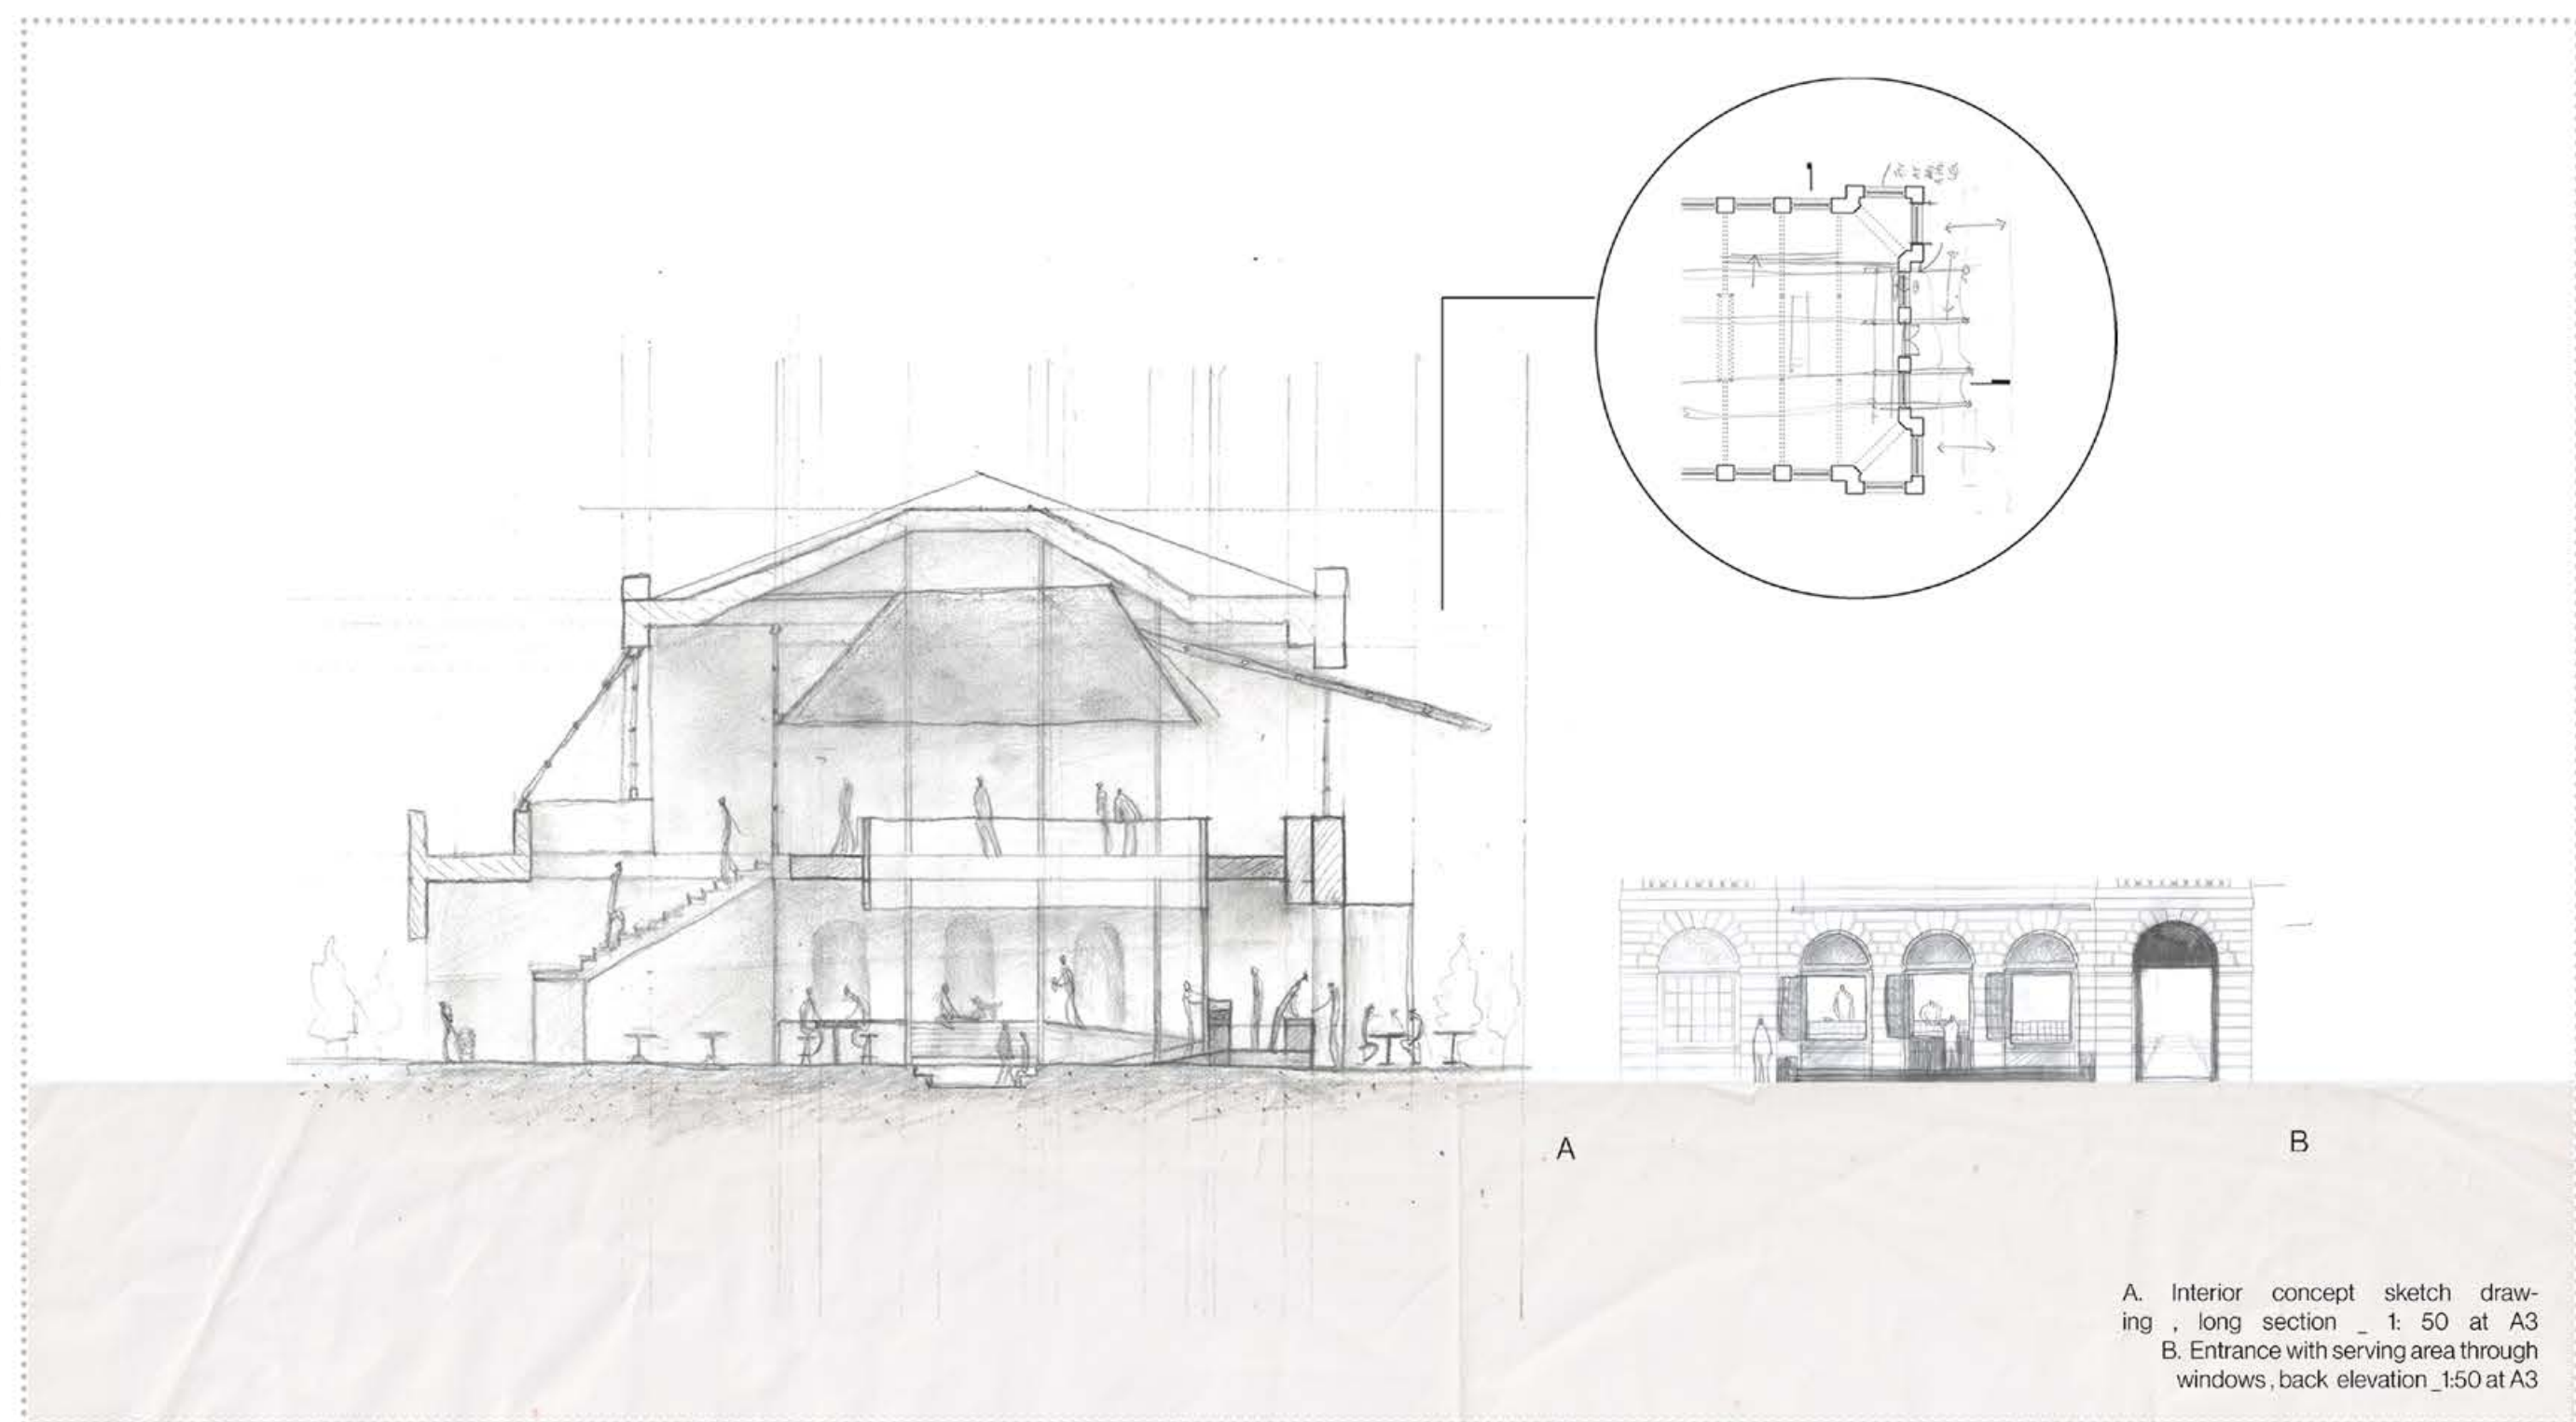 A
B
A. Interior concept sketch draw-
ing , long section _ 1: 50 at A3
B. Entrance with serving area through
windows , back elevation _1:50 at A3